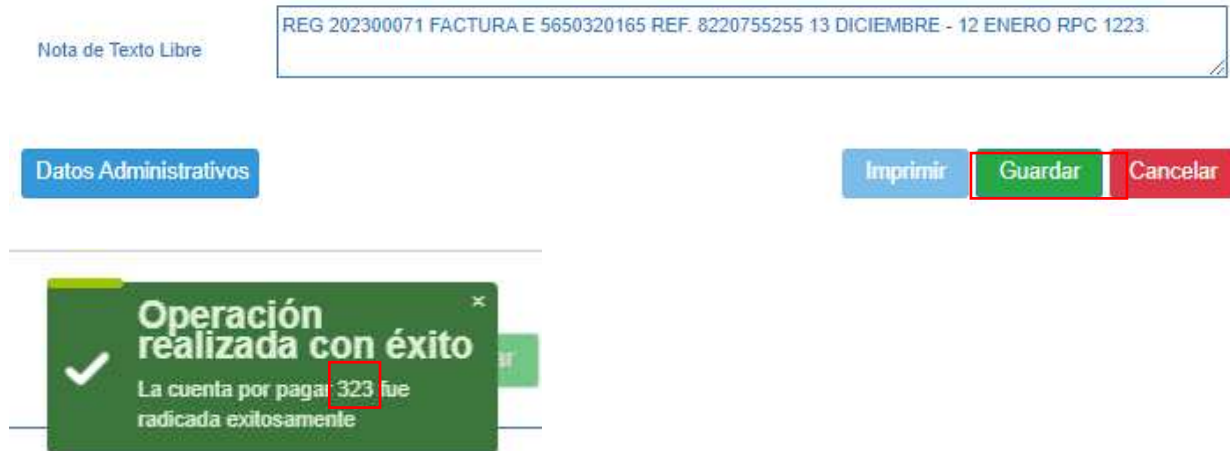 REG 202300071 FACTURA E 5650320165 REF. 8220755255 13 DICIEMBRE - 12 ENERO RPC 1223.
Nota de Texto Libre
Datos Administrativos
Imprimir
Guardar
Cancelar
Operación
×
realizada con éxito
ar
La cuenta por pagar 323 fue
radicada exitosamente